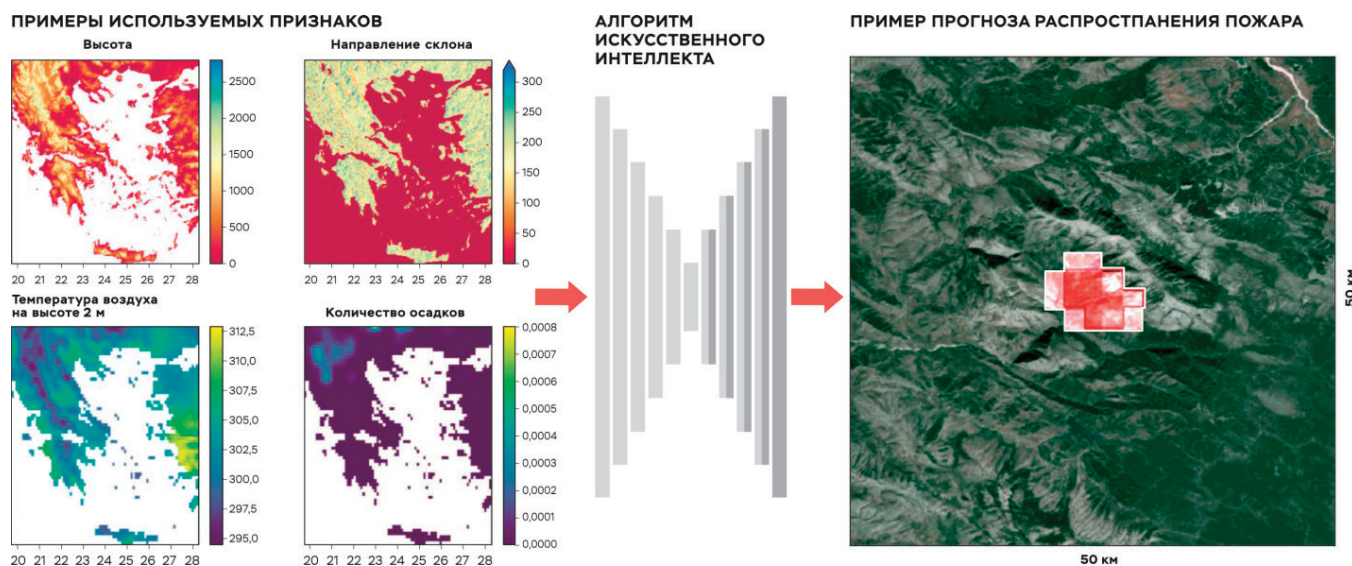 ПРИМЕРЫ ИСПОЛЬЗУЕМЫХ ПРИЗНАКОВ
Высота
2500
2000
1500
1000
500
0
20 21 22 23 24 25 26 27 28
Направление склона
300
250
200
150
100
50
0
20 21 22 23 24 25 26 27 28
Температура воздуха
на высоте 2 м
312,5
310,0
307,5
305,0
302,5
300,0
297,5
295,0
20 21 22 23 24 25 26 27 28
Количество осадков
0,0008
0,0007
0,0006
0,0005
0,0004
0,0003
0,0002
0,0001
0,0000
20 21 22 23 24 25 26 27 28
АЛГОРИТМ
ИСКУССТВЕННОГО
ИНТЕЛЛЕКТА
ПРИМЕР ПРОГНОЗА РАСПРОСТПАНЕНИЯ ПОЖАРА
50 км
50 км